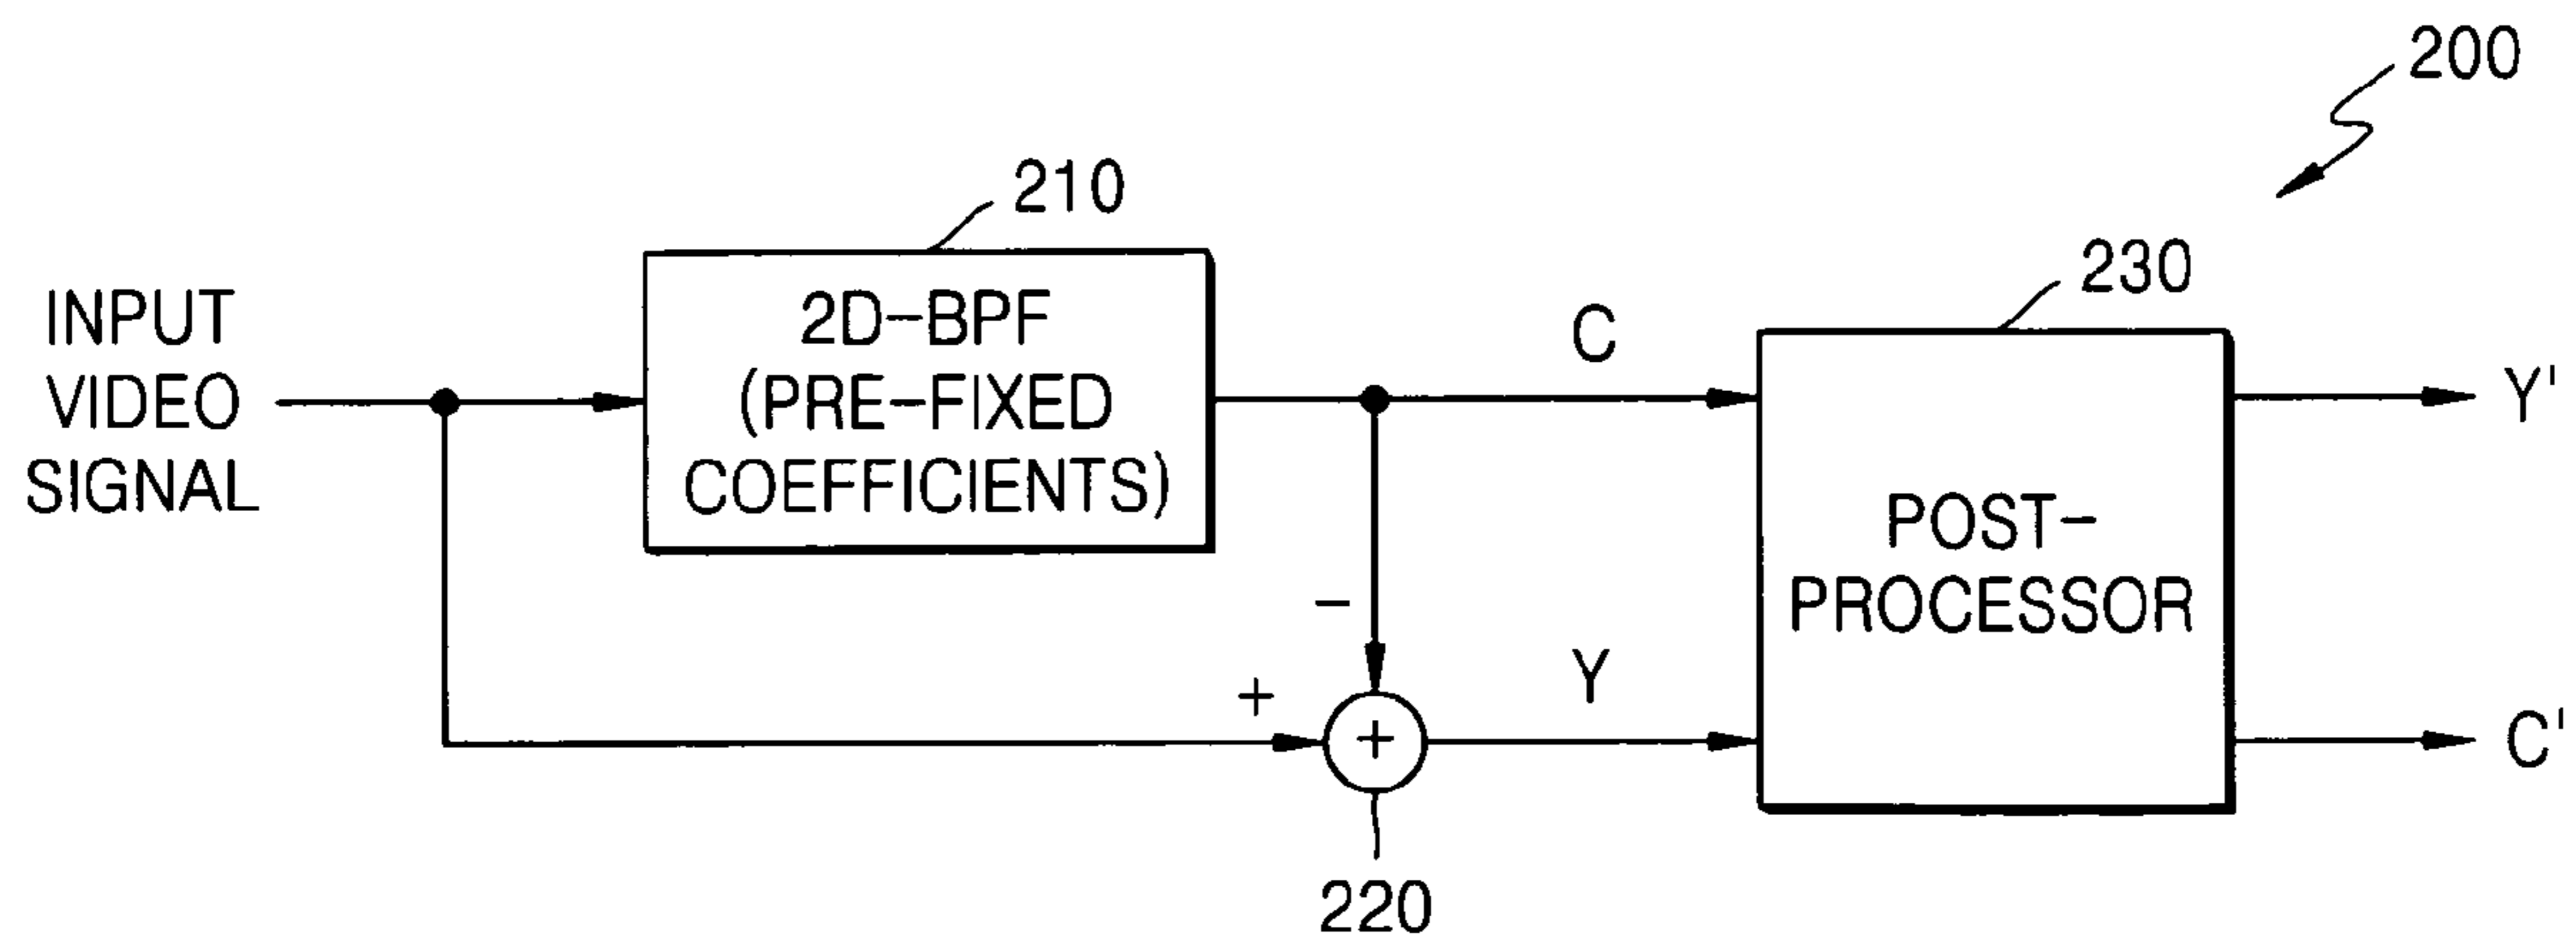 200
210
230
INPUT
VIDEO
SIGNAL
2D-BPF
(PRE-FIXED
COEFFICIENTS)
C
Y'
POST-
PROCESSOR
-
+
+
Y
C'
220